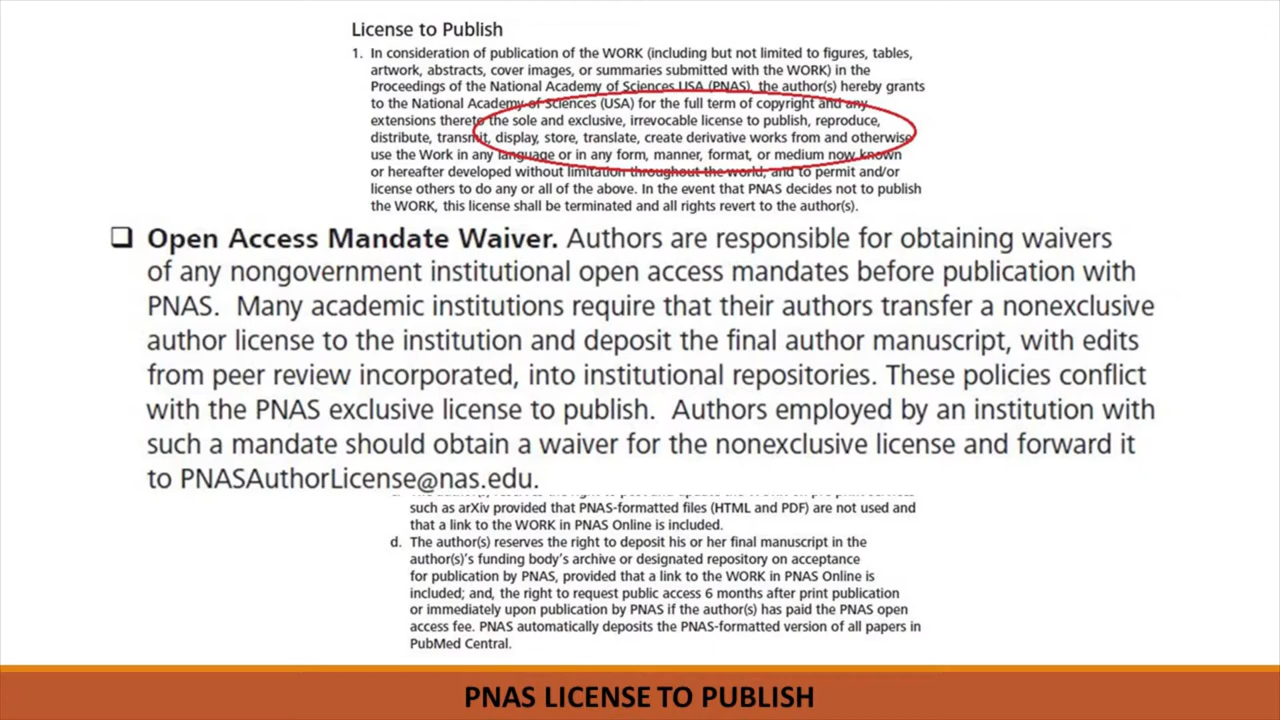 License to Publish
1. In consideration of publication of the WORK (including but not limited to figures, tables,
artwork, abstracts, cover images, or summaries submitted with the WORK) in the
Proceedings of the National Academy of Sciences USA (PNAS), the author(s) hereby grants
to the National Academy of Sciences (USA) for the full term of copyright and any
extensions thereto the sole and exclusive, irrevocable license to publish, reproduce,
distribute, transmit, display, store, translate, create derivative works from and otherwise
use the Work in any language or in any form, manner, format, or medium now known
or hereafter developed without limitation throughout the world; and to permit and/or
license others to do any or all of the above. In the event that PNAS decides not to publish
the WORK, this license shall be terminated and all rights revert to the author(s).
❑ Open Access Mandate Waiver. Authors are responsible for obtaining waivers
of any nongovernment institutional open access mandates before publication with
PNAS. Many academic institutions require that their authors transfer a nonexclusive
author license to the institution and deposit the final author manuscript, with edits
from peer review incorporated, into institutional repositories. These policies conflict
with the PNAS exclusive license to publish. Authors employed by an institution with
such a mandate should obtain a waiver for the nonexclusive license and forward it
to PNASAuthorLicense@nas.edu.
such as arXiv provided that PNAS-formatted files (HTML and PDF) are not used and
that a link to the WORK in PNAS Online is included.
d. The author(s) reserves the right to deposit his or her final manuscript in the
author(s)'s funding body's archive or designated repository on acceptance
for publication by PNAS, provided that a link to the WORK in PNAS Online is
included; and, the right to request public access 6 months after print publication
or immediately upon publication by PNAS if the author(s) has paid the PNAS open
access fee. PNAS automatically deposits the PNAS-formatted version of all papers in
PubMed Central.
PNAS LICENSE TO PUBLISH